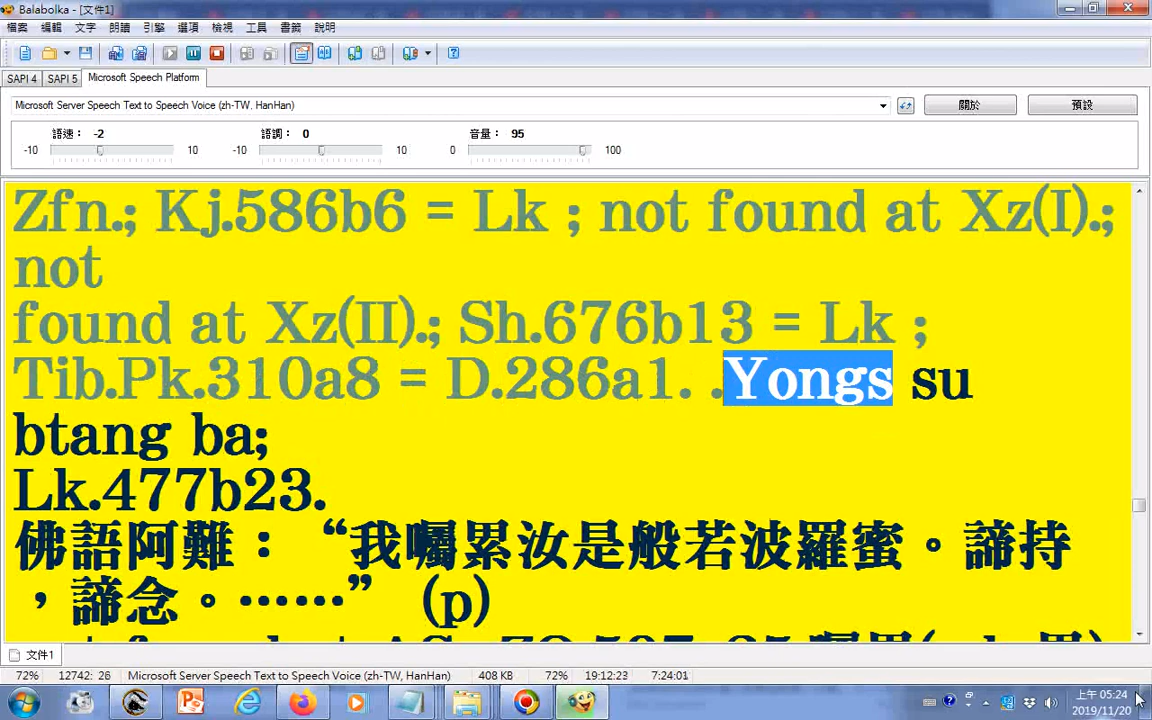 Balabolka - [文件1]
檔案 編輯 文字 朗讀 引擎 選項 檢視 工具 書籤 說明
SAPI 4 SAPI 5 Microsoft Speech Platform
Microsoft Server Speech Text to Speech Voice (zh-TW, HanHan) 關於 預設
語速： -2 語調： 0 音量： 95
-10 10 -10 10 0 100
Zfn.; Kj.586b6 = Lk ; not found at Xz(I).;
not
found at Xz(II).; Sh.676b13 = Lk ;
Tib.Pk.310a8 = D.286a1. .Yongs su
btang ba;
Lk.477b23.
佛語阿難：“我囑累汝是般若波羅蜜。諦持
，諦念。……” (p)
文件1
72% 12742: 26 Microsoft Server Speech Text to Speech Voice (zh-TW, HanHan) 408 KB 72% 19:12:23 7:24:01
上午 05:24
2019/11/20